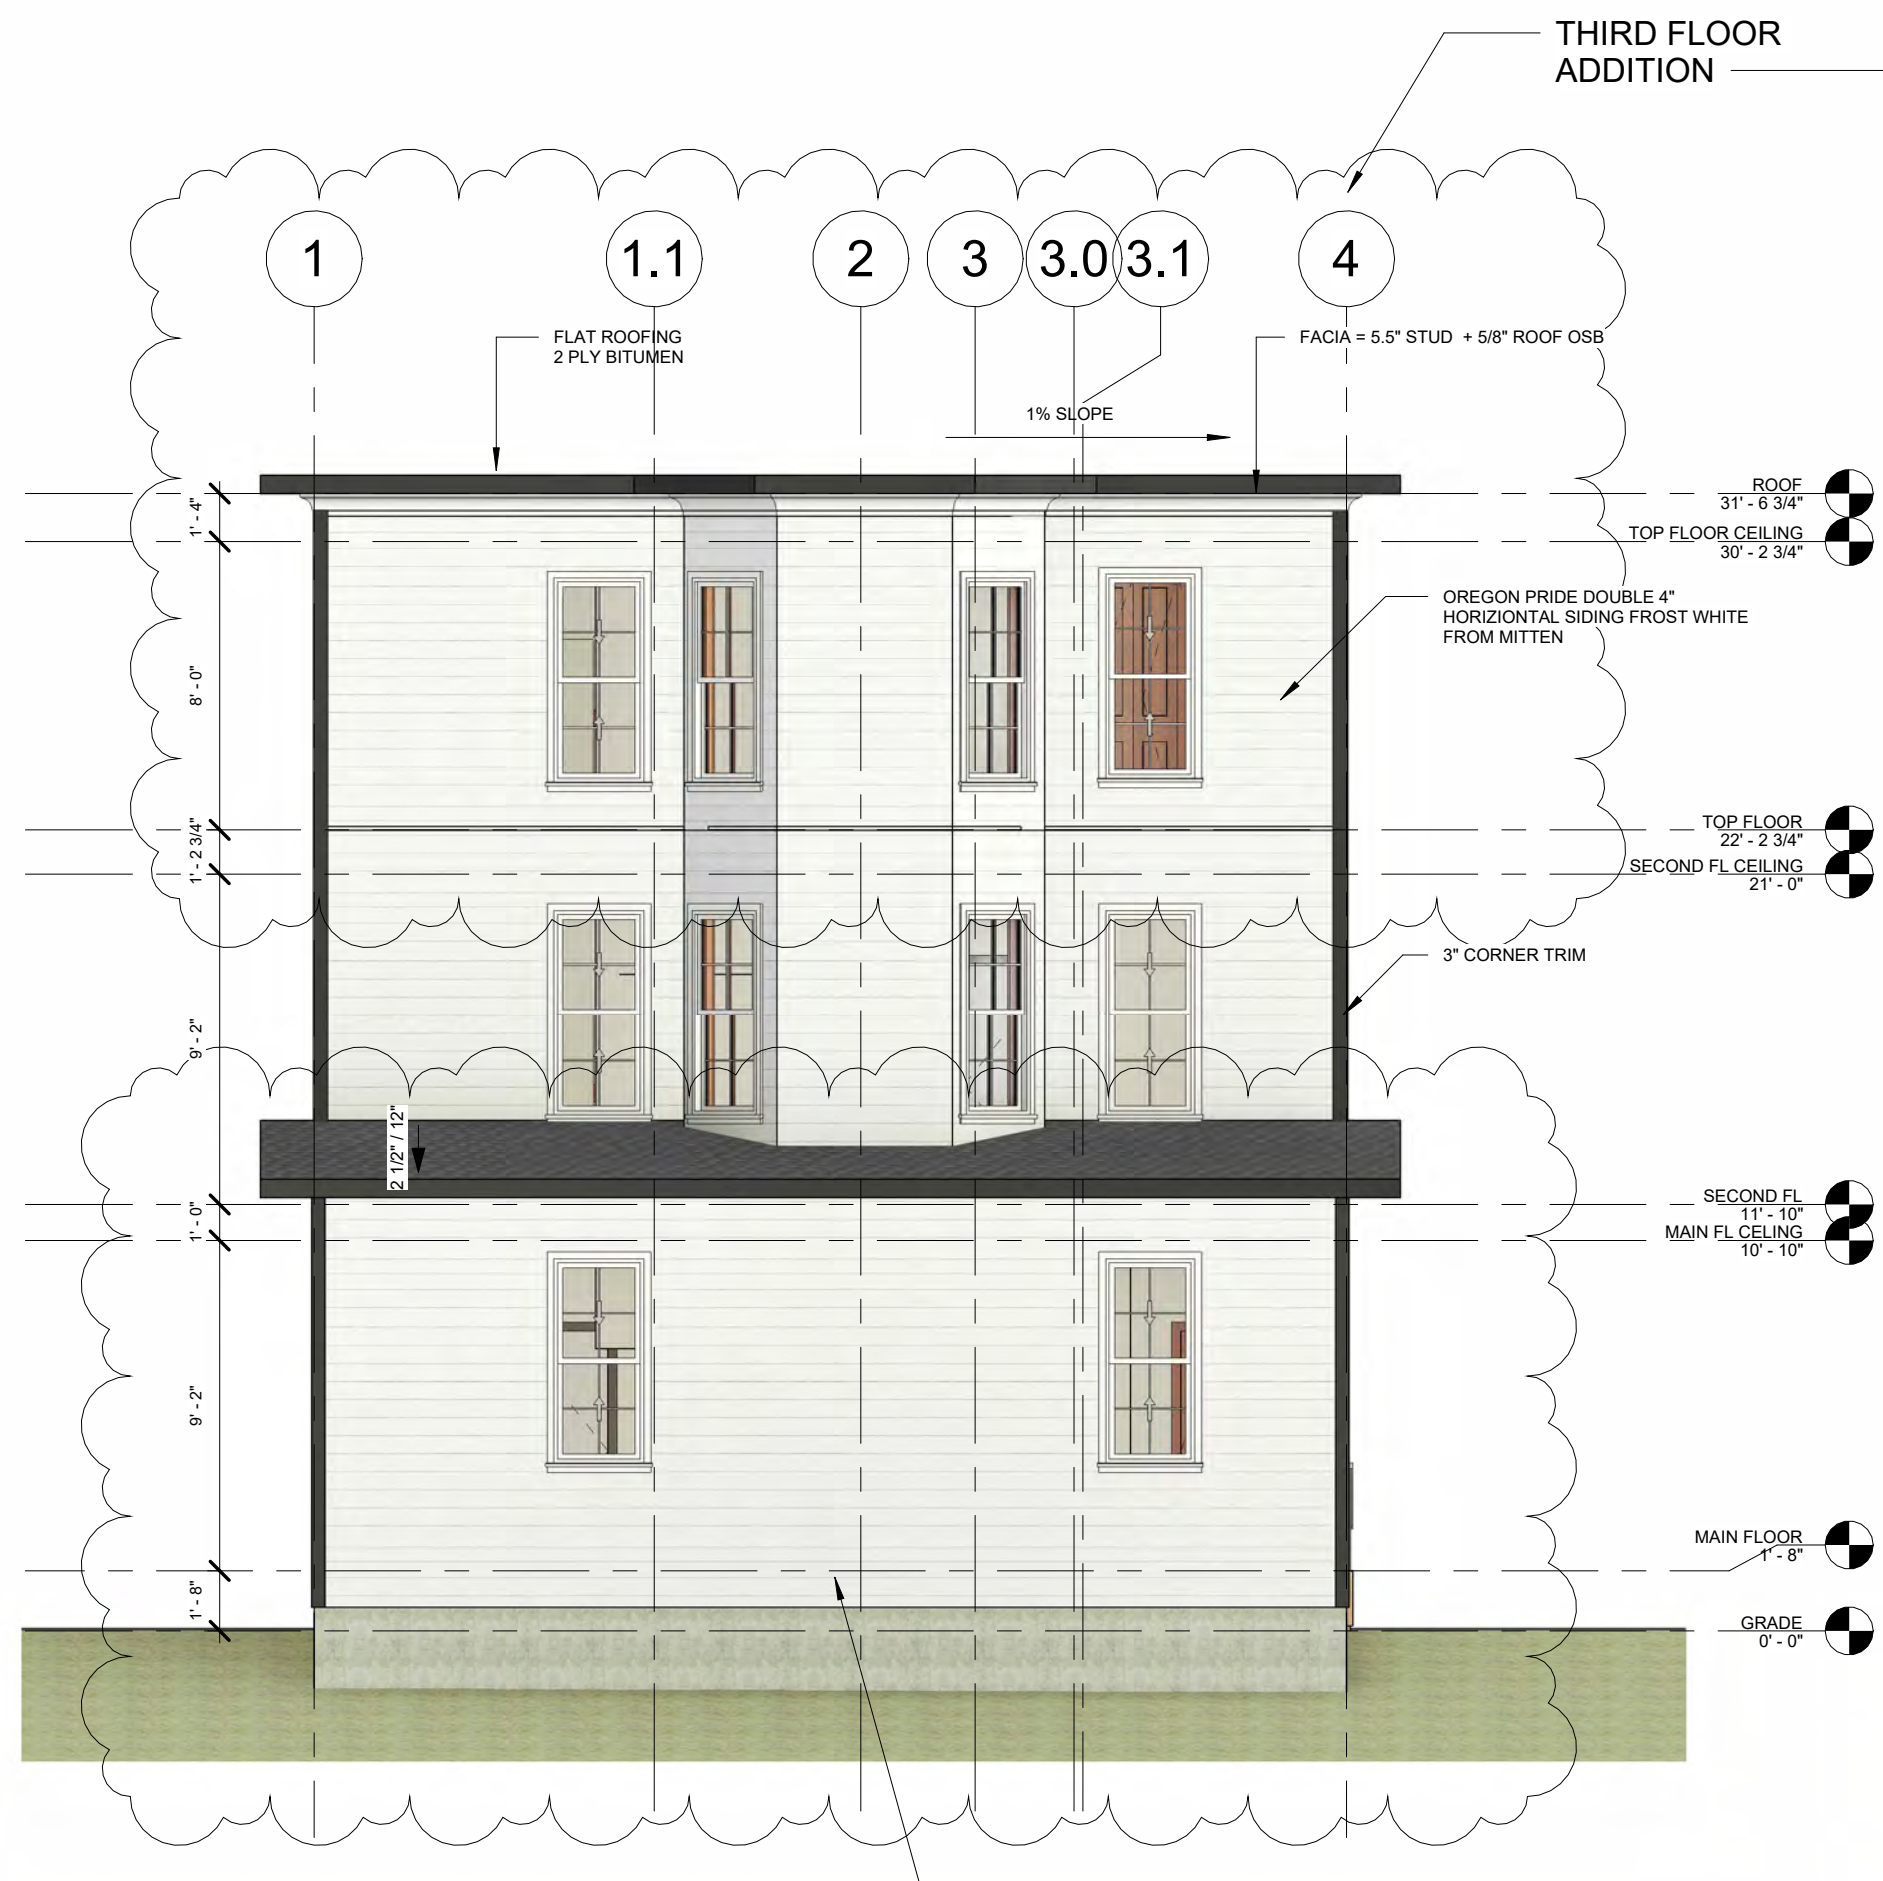 THIRD FLOOR
ADDITION
1
1.1
2
3
3.0
3.1
4
FLAT ROOFING
2 PLY BITUMEN
FACIA = 5.5" STUD + 5/8" ROOF OSB
1% SLOPE
ROOF
31' - 6 3/4"
1' - 4"
TOP FLOOR CEILING
30' - 2 3/4"
OREGON PRIDE DOUBLE 4"
HORIZIONTAL SIDING FROST WHITE
FROM MITTEN
8' - 0"
TOP FLOOR
22' - 2 3/4"
1' - 2 3/4"
SECOND FL CEILING
21' - 0"
3" CORNER TRIM
9' - 2"
2 1/2" / 12"
SECOND FL
11' - 10"
1' - 0"
MAIN FL CELING
10' - 10"
9' - 2"
MAIN FLOOR
1' - 8"
1' - 8"
GRADE
0' - 0"